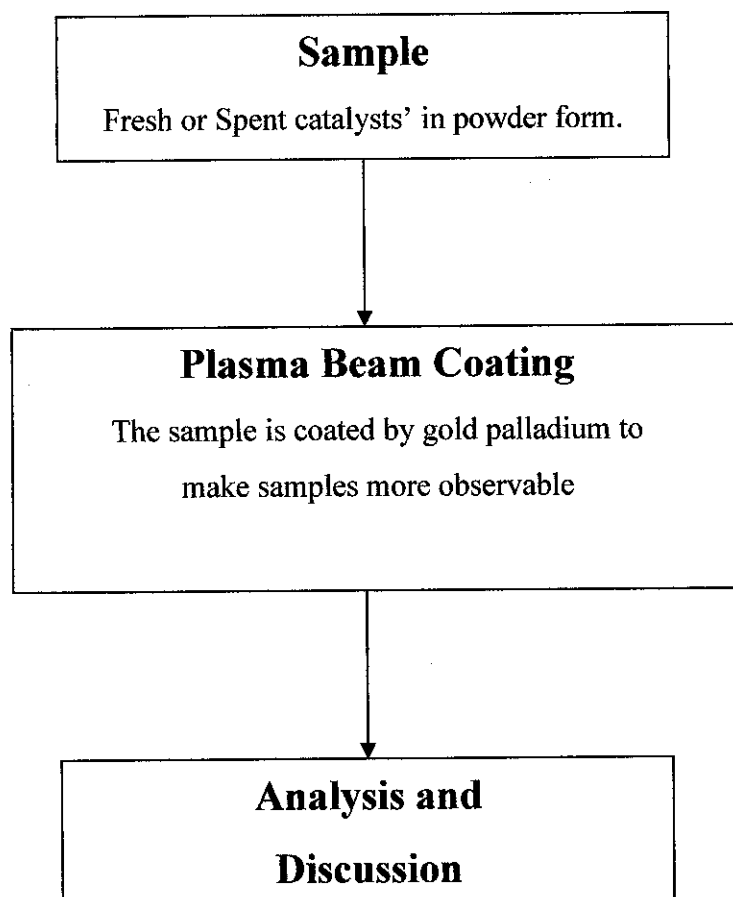 Sample
Fresh or Spent catalysts’ in powder form.
Plasma Beam Coating
The sample is coated by gold palladium to
make samples more observable
Analysis and
Discussion